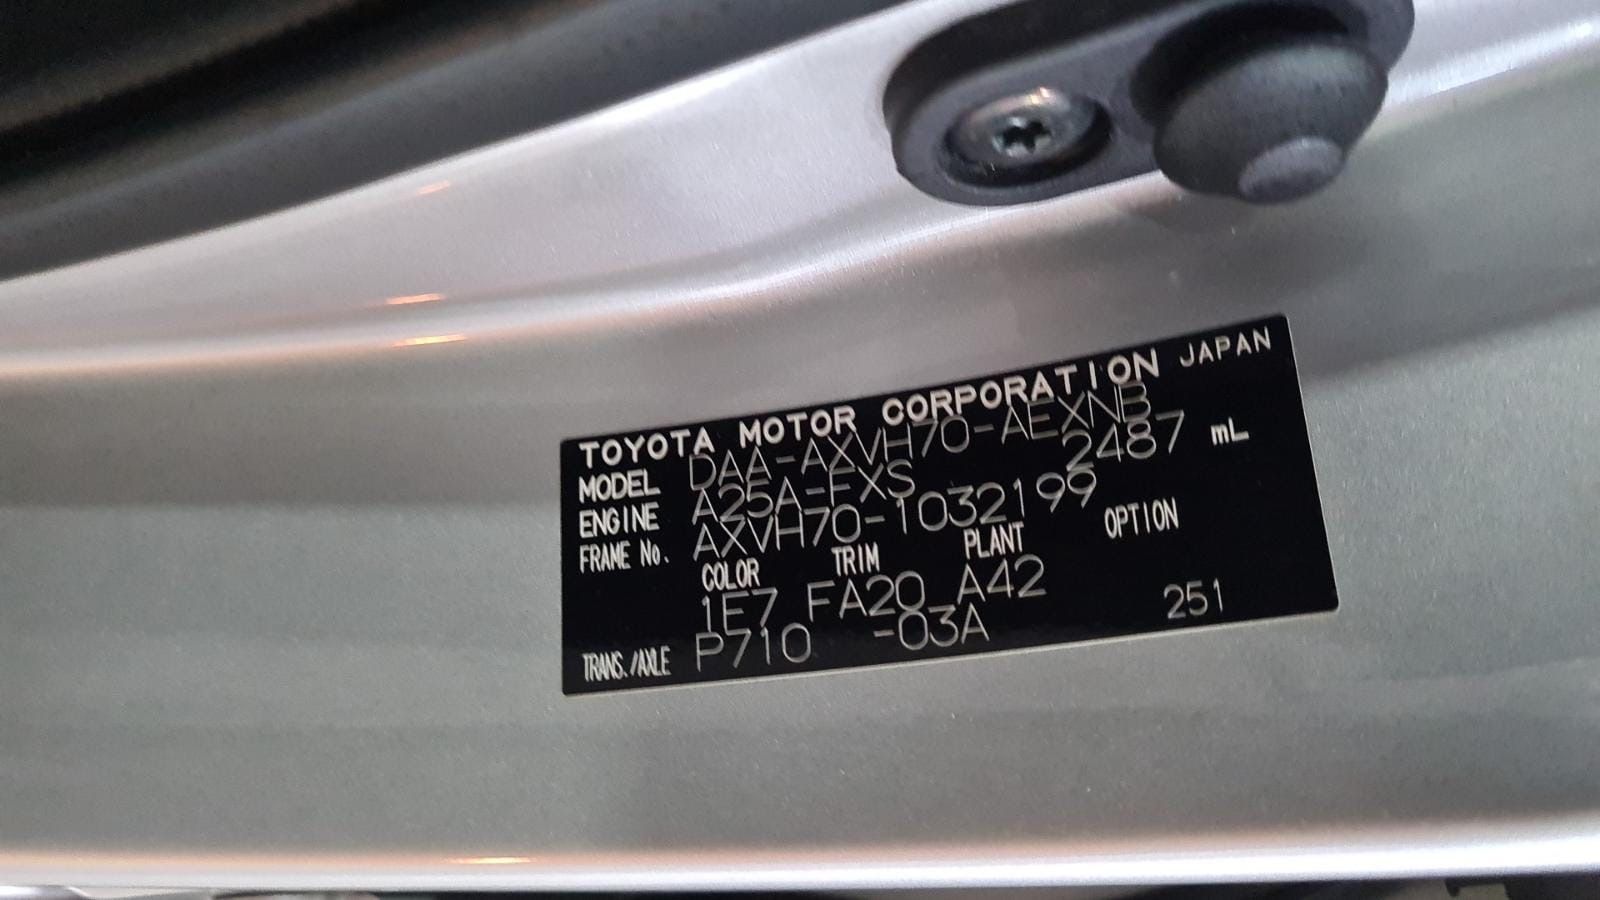 TOYOTA MOTOR CORPORATION JAPAN
MODEL DAA-AXVH70-AEXNB
ENGINE A25A-FXS 2487 mL
FRAME No. AXVH70-1032199
COLOR TRIM PLANT OPTION
1E7 FA20 A42
TRANS./AXLE P710 -03A 251